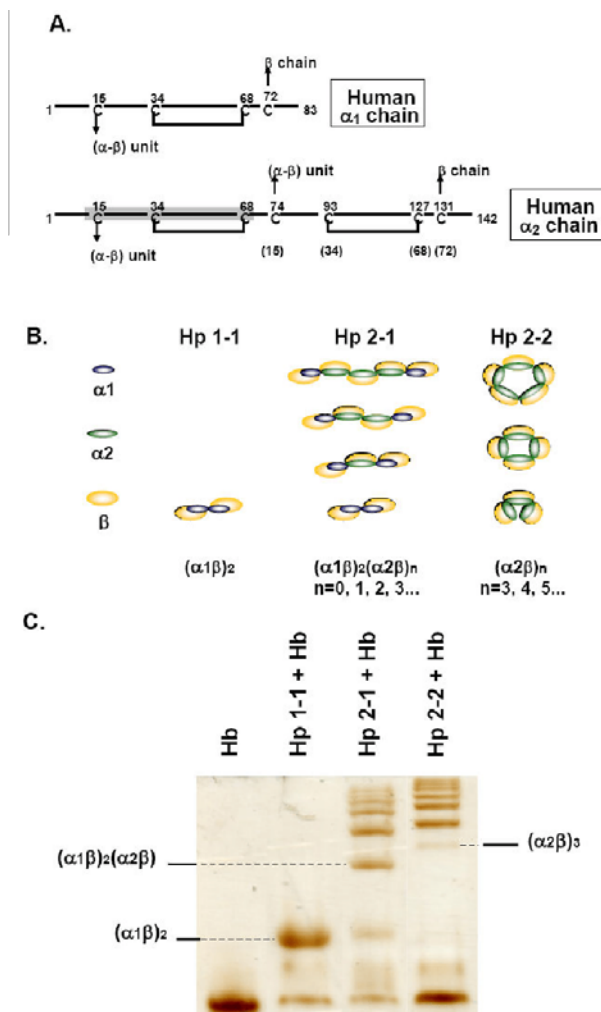 A.
β chain
15 34 68 72
1 C C C C 83
(α-β) unit
Human
α1 chain
(α-β) unit β chain
15 34 68 74 93 127 131
1 C C C C C C C 142
(α-β) unit
(15) (34) (68) (72)
Human
α2 chain
B.
Hp 1-1 Hp 2-1 Hp 2-2
α1
α2
β
(α1β)2 (α1β)2(α2β)n (α2β)n
n=0, 1, 2, 3... n=3, 4, 5...
C.
Hb
Hp 1-1 + Hb
Hp 2-1 + Hb
Hp 2-2 + Hb
(α2β)3
(α1β)2(α2β)
(α1β)2